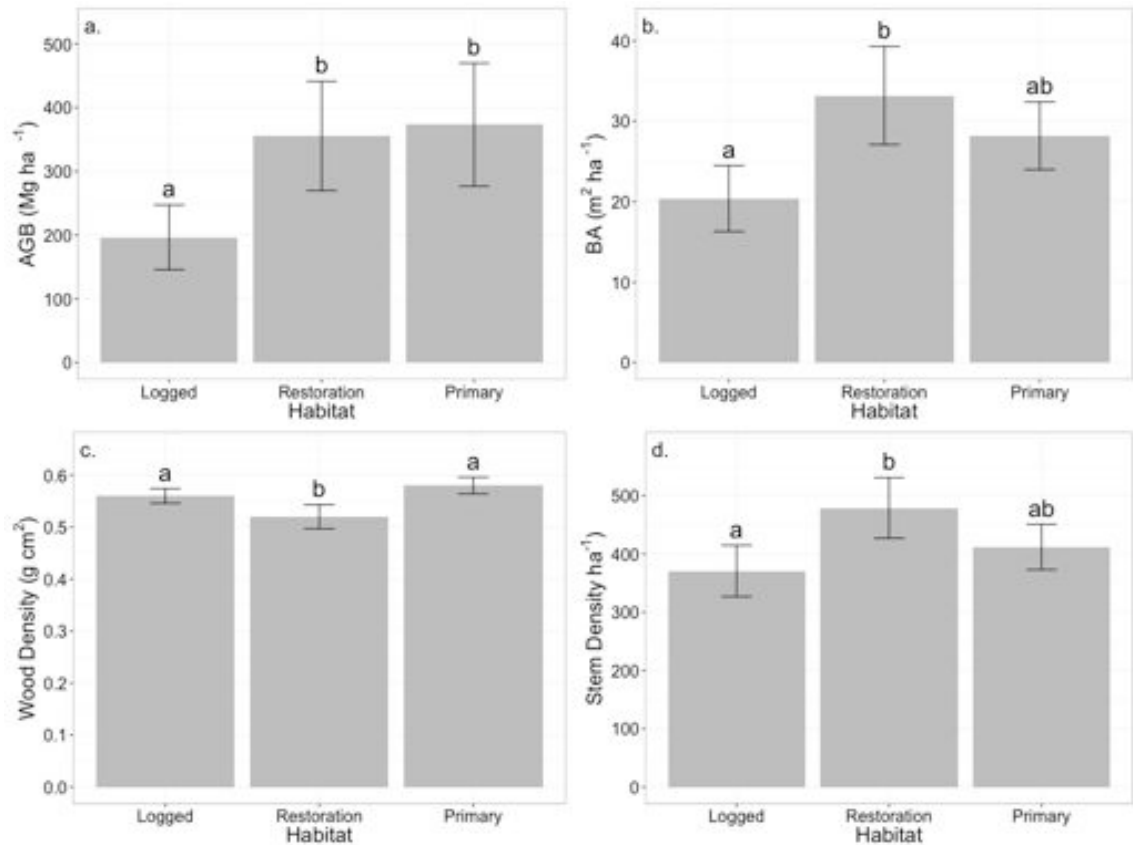 a.
AGB (Mg ha ⁻¹)
500
400
300
200
100
0
a
b
b
Logged Restoration Primary
Habitat
b.
BA (m² ha ⁻¹)
40
30
20
10
0
a
b
ab
Logged Restoration Primary
Habitat
c.
Wood Density (g cm²)
0.6
0.5
0.4
0.3
0.2
0.1
0.0
a
b
a
Logged Restoration Primary
Habitat
d.
Stem Density ha⁻¹
500
400
300
200
100
0
a
b
ab
Logged Restoration Primary
Habitat